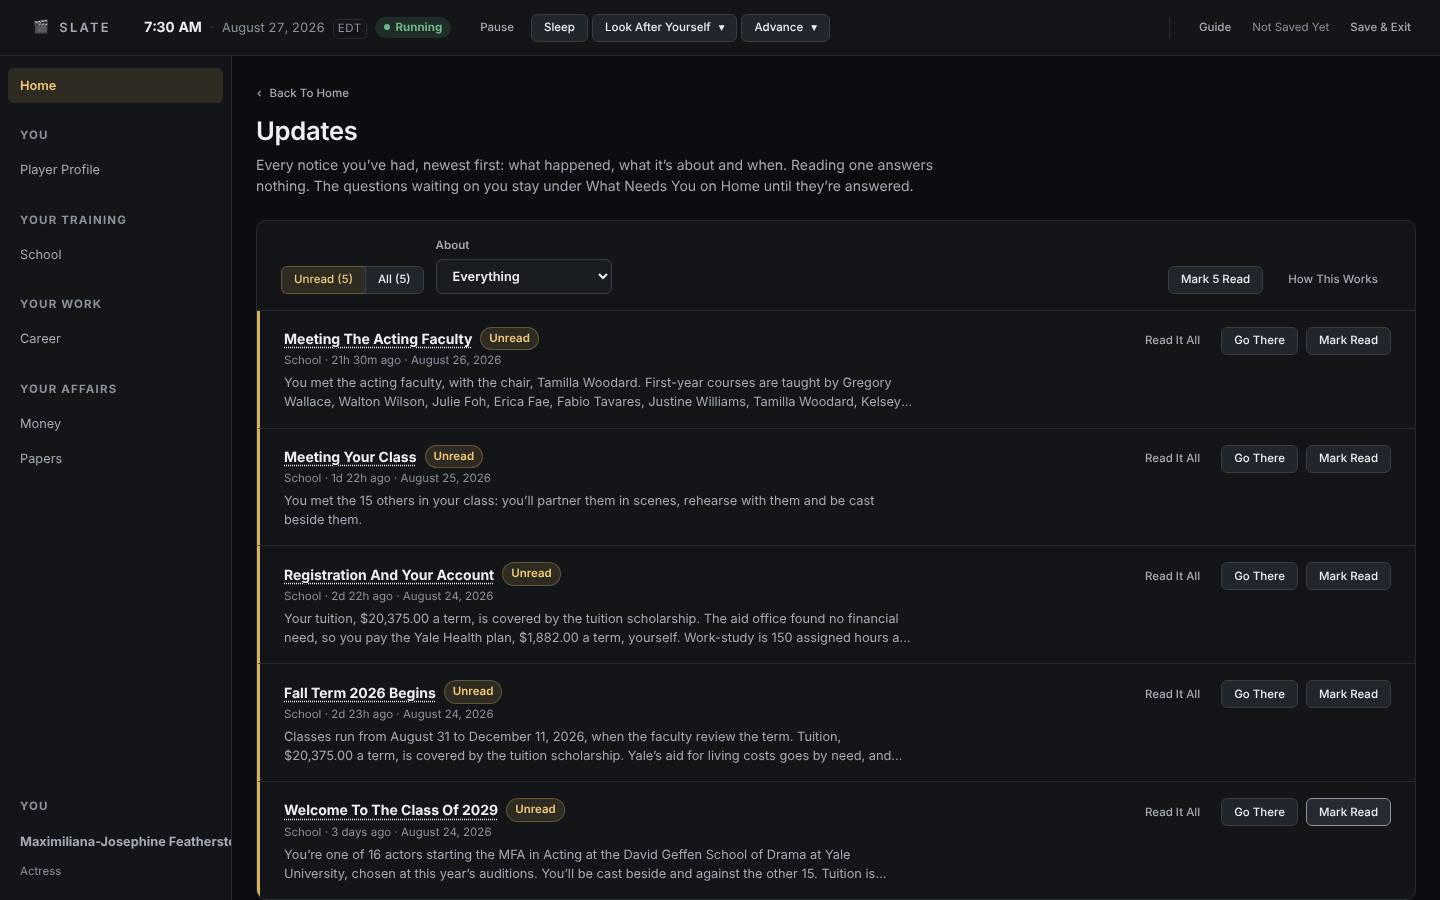 SLATE
7:30 AM · August 27, 2026 EDT Running
Pause
Sleep
Look After Yourself
Advance
Guide
Not Saved Yet
Save & Exit
Home
YOU
Player Profile
YOUR TRAINING
School
YOUR WORK
Career
YOUR AFFAIRS
Money
Papers
YOU
Maximiliana-Josephine Featherst
Actress
‹ Back To Home
Updates
Every notice you’ve had, newest first: what happened, what it’s about and when. Reading one answers
nothing. The questions waiting on you stay under What Needs You on Home until they’re answered.
About
Unread (5)
All (5)
Everything
Mark 5 Read
How This Works
Meeting The Acting Faculty Unread
Read It All
Go There
Mark Read
School · 21h 30m ago · August 26, 2026
You met the acting faculty, with the chair, Tamilla Woodard. First-year courses are taught by Gregory
Wallace, Walton Wilson, Julie Foh, Erica Fae, Fabio Tavares, Justine Williams, Tamilla Woodard, Kelsey...
Meeting Your Class Unread
Read It All
Go There
Mark Read
School · 1d 22h ago · August 25, 2026
You met the 15 others in your class: you’ll partner them in scenes, rehearse with them and be cast
beside them.
Registration And Your Account Unread
Read It All
Go There
Mark Read
School · 2d 22h ago · August 24, 2026
Your tuition, $20,375.00 a term, is covered by the tuition scholarship. The aid office found no financial
need, so you pay the Yale Health plan, $1,882.00 a term, yourself. Work-study is 150 assigned hours a...
Fall Term 2026 Begins Unread
Read It All
Go There
Mark Read
School · 2d 23h ago · August 24, 2026
Classes run from August 31 to December 11, 2026, when the faculty review the term. Tuition,
$20,375.00 a term, is covered by the tuition scholarship. Yale’s aid for living costs goes by need, and...
Welcome To The Class Of 2029 Unread
Read It All
Go There
Mark Read
School · 3 days ago · August 24, 2026
You’re one of 16 actors starting the MFA in Acting at the David Geffen School of Drama at Yale
University, chosen at this year’s auditions. You’ll be cast beside and against the other 15. Tuition is...